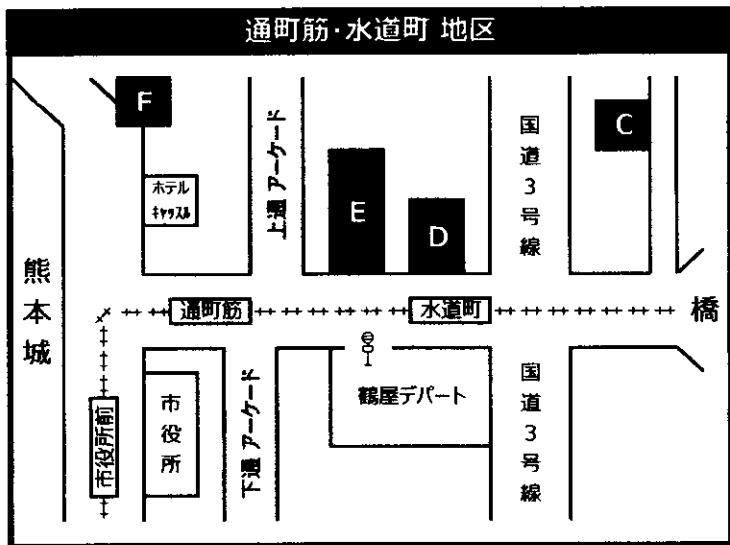 通町筋・水道町 地区
F
C
ホテル
キャッスル
上通 アーケード
E
D
国道3号線
熊本城
通町筋
水道町
橋
市役所前
市役所
下通 アーケード
鶴屋デパート
国道3号線